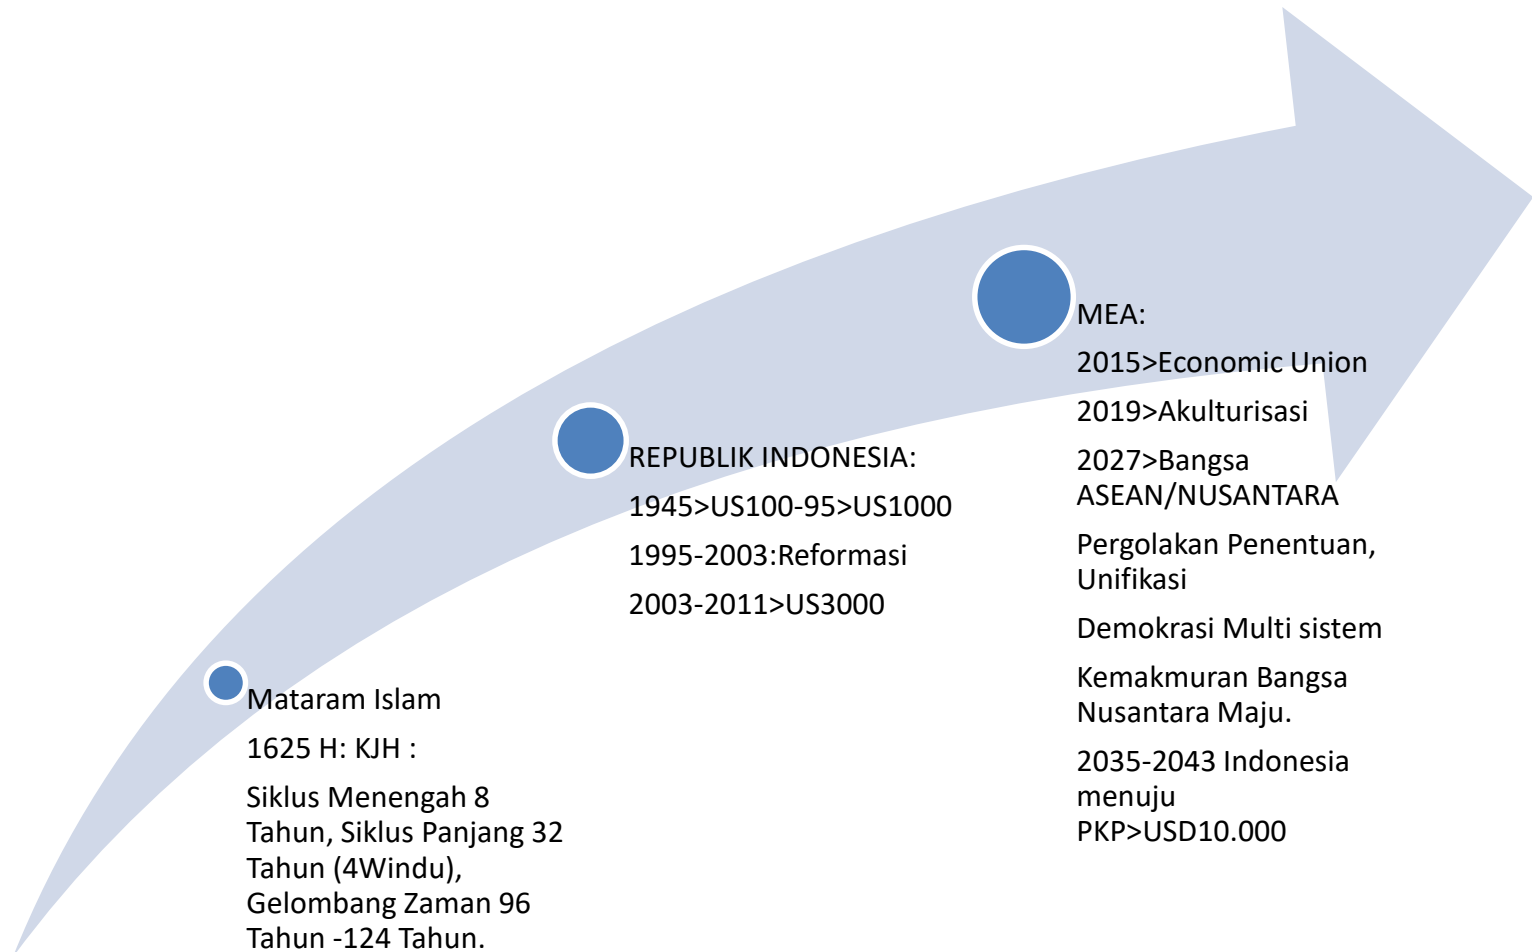 Mataram Islam
1625 H: KJH :
Siklus Menengah 8
Tahun, Siklus Panjang 32
Tahun (4Windu),
Gelombang Zaman 96
Tahun -124 Tahun.
REPUBLIK INDONESIA:
1945>US100-95>US1000
1995-2003:Reformasi
2003-2011>US3000
MEA:
2015>Economic Union
2019>Akulturisasi
2027>Bangsa
ASEAN/NUSANTARA
Pergolakan Penentuan,
Unifikasi
Demokrasi Multi sistem
Kemakmuran Bangsa
Nusantara Maju.
2035-2043 Indonesia
menuju
PKP>USD10.000